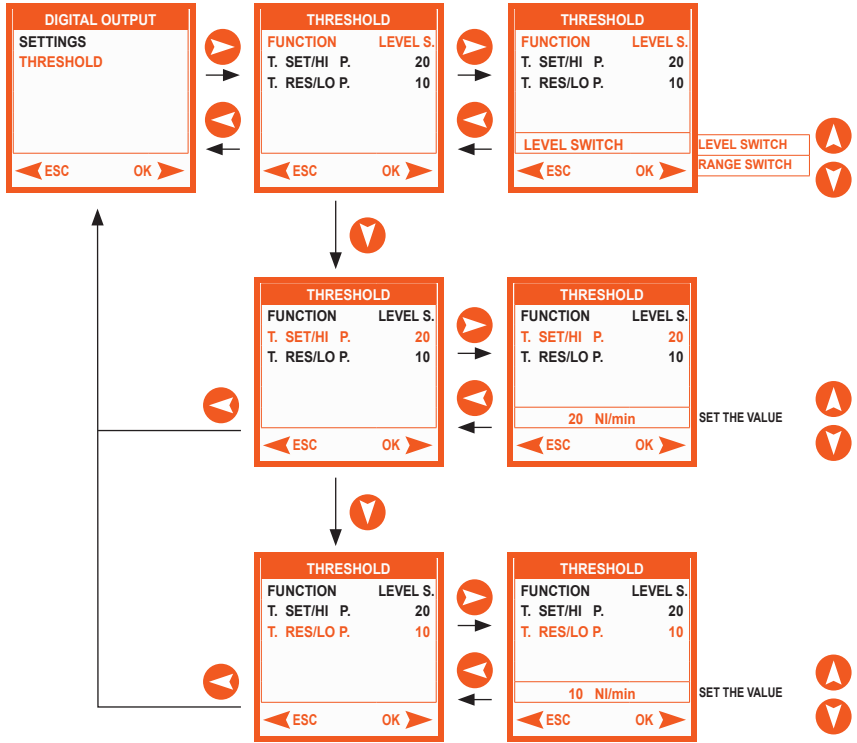 DIGITAL OUTPUT
SETTINGS
THRESHOLD
ESC OK
THRESHOLD
FUNCTION LEVEL S.
T. SET/HI P. 20
T. RES/LO P. 10
ESC OK
THRESHOLD
FUNCTION LEVEL S.
T. SET/HI P. 20
T. RES/LO P. 10
LEVEL SWITCH
ESC OK
LEVEL SWITCH
RANGE SWITCH
THRESHOLD
FUNCTION LEVEL S.
T. SET/HI P. 20
T. RES/LO P. 10
ESC OK
THRESHOLD
FUNCTION LEVEL S.
T. SET/HI P. 20
T. RES/LO P. 10
20 Nl/min
ESC OK
SET THE VALUE
THRESHOLD
FUNCTION LEVEL S.
T. SET/HI P. 20
T. RES/LO P. 10
ESC OK
THRESHOLD
FUNCTION LEVEL S.
T. SET/HI P. 20
T. RES/LO P. 10
10 Nl/min
ESC OK
SET THE VALUE